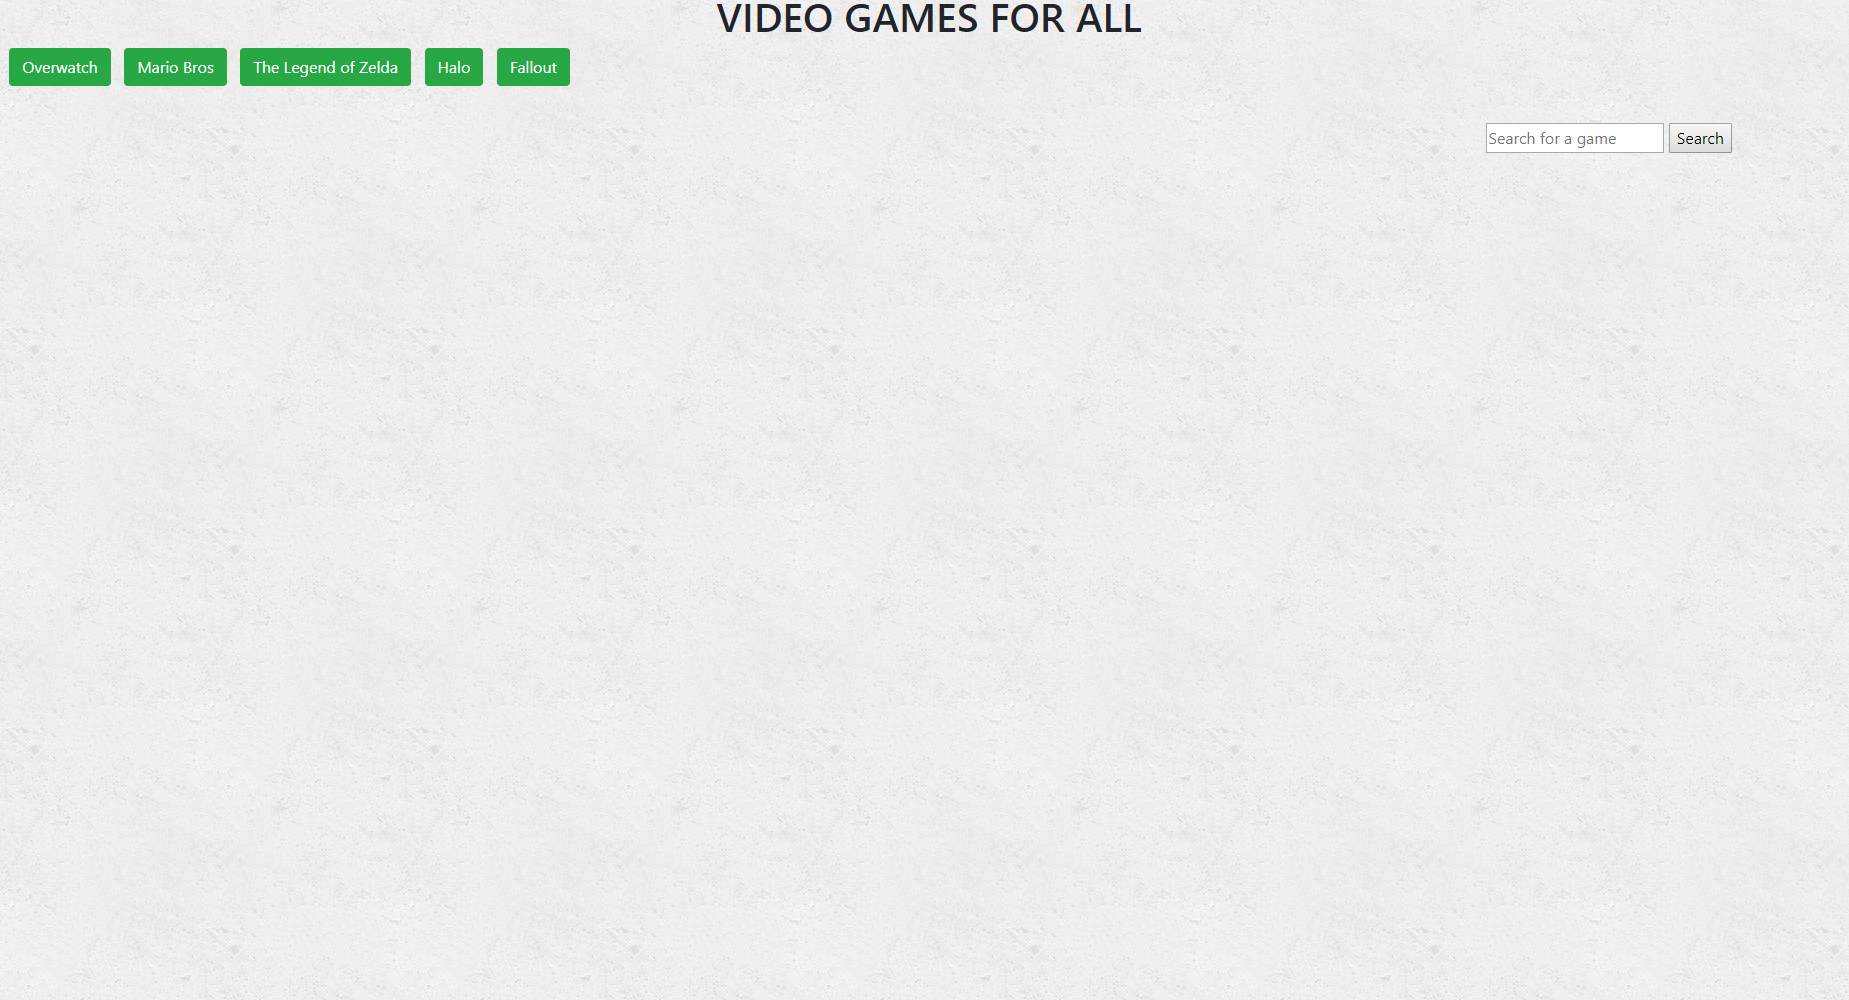 VIDEO GAMES FOR ALL
Overwatch Mario Bros The Legend of Zelda Halo Fallout
Search for a game Search